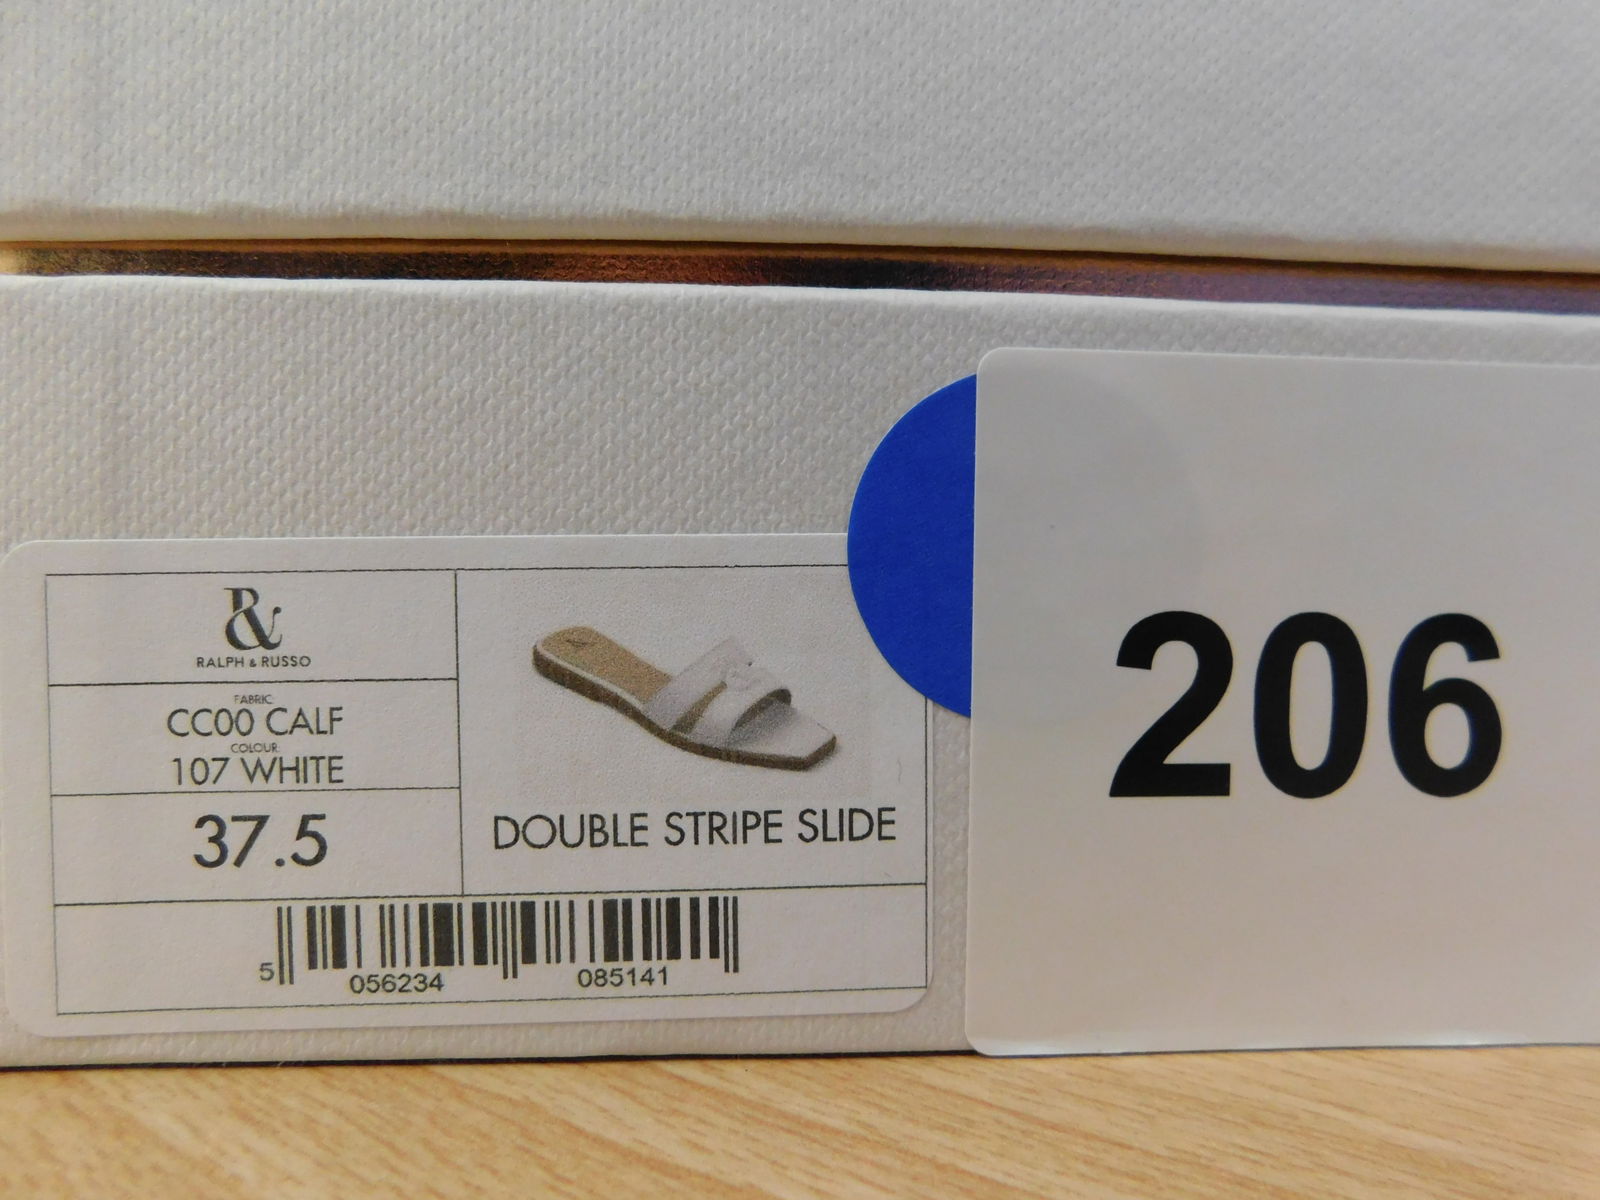 R&
RALPH & RUSSO
FABRIC
CC00 CALF
COLOUR
107 WHITE
37.5
DOUBLE STRIPE SLIDE
5 056234 085141
206